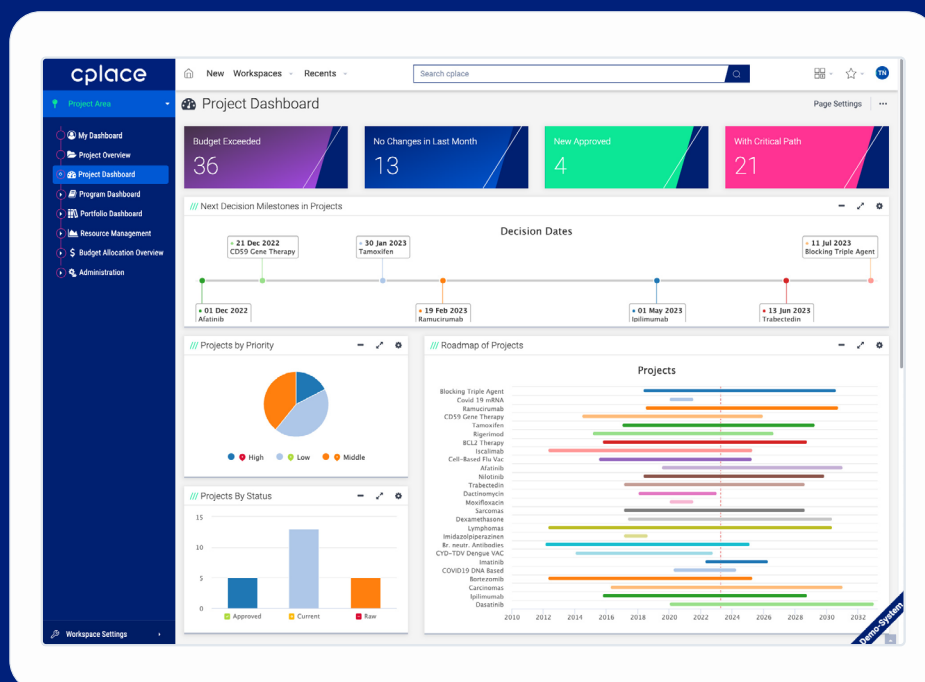 cplace
New Workspaces Recents
Search cplace
TN
Project Area
Project Dashboard
Page Settings
My Dashboard
Project Overview
Project Dashboard
Program Dashboard
Portfolio Dashboard
Resource Management
$ Budget Allocation Overview
Administration
Workspace Settings
Budget Exceeded
36
No Changes in Last Month
13
New Approved
4
With Critical Path
21
/// Next Decision Milestones in Projects
Decision Dates
21 Dec 2022
CD59 Gene Therapy
30 Jan 2023
Tamoxifen
11 Jul 2023
Blocking Triple Agent
01 Dec 2022
Afatinib
19 Feb 2023
Ramucirumab
01 May 2023
Ipilimumab
13 Jun 2023
Trabectedin
/// Projects by Priority
High Low Middle
/// Projects By Status
15
10
5
0
Approved Current Raw
/// Roadmap of Projects
Projects
Blocking Triple Agent
Covid 19 mRNA
Ramucirumab
CD59 Gene Therapy
Tamoxifen
Rigerimod
BCL2 Therapy
Iscalimab
Cell-Based Flu Vac
Afatinib
Nilotinib
Trabectedin
Dactinomycin
Moxifloxacin
Sarcomas
Dexamethasone
Lymphomas
Imidazolpiperazinen
Br. neutr. Antibodies
CYD-TDV Dengue VAC
Imatinib
COVID19 DNA Based
Bortezomib
Carcinomas
Ipilimumab
Dasatinib
2010 2012 2014 2016 2018 2020 2022 2024 2026 2028 2030 2032
Demo-System